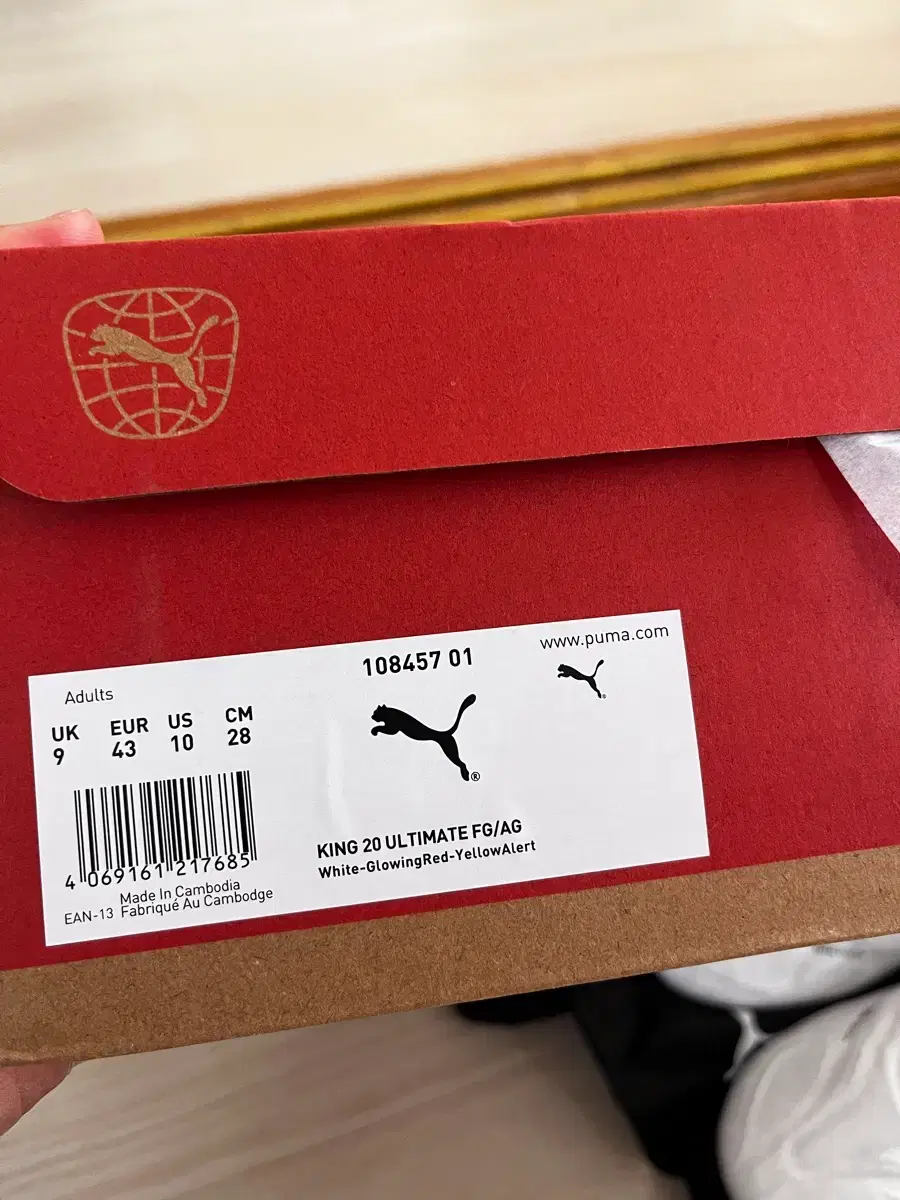 108457 01
www.puma.com
Adults
UK EUR US CM
9 43 10 28
®
®
4 069161 217685
Made In Cambodia
EAN-13 Fabriqué Au Cambodge
KING 20 ULTIMATE FG/AG
White-GlowingRed-YellowAlert